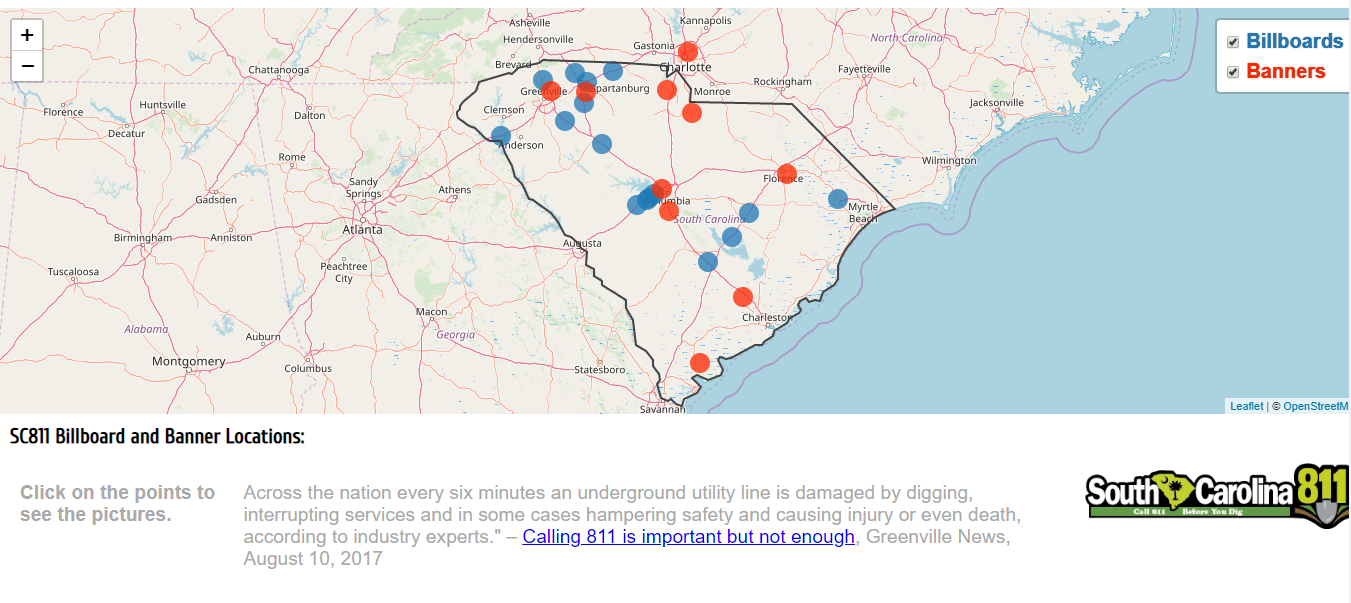 +
−
Billboards
Banners
Asheville
Kannapolis
Hendersonville
North Carolina
Gastonia
Brevard
Charlotte
Fayetteville
Chattanooga
Rockingham
Greenville
Spartanburg
Monroe
Jacksonville
Huntsville
Clemson
Florence
Dalton
Decatur
Anderson
Rome
Wilmington
Sandy
Springs
Athens
Florence
Gadsden
Columbia
Myrtle
Beach
South Carolina
Atlanta
Birmingham
Anniston
Augusta
Peachtree
City
Tuscaloosa
Macon
Charleston
Alabama
Auburn
Georgia
Montgomery
Columbus
Statesboro
Savannah
Leaflet | © OpenStreetM
SC811 Billboard and Banner Locations:
Click on the points to
see the pictures.
Across the nation every six minutes an underground utility line is damaged by digging,
interrupting services and in some cases hampering safety and causing injury or even death,
according to industry experts." – Calling 811 is important but not enough, Greenville News,
August 10, 2017
South Carolina 811
Call 811 Before You Dig